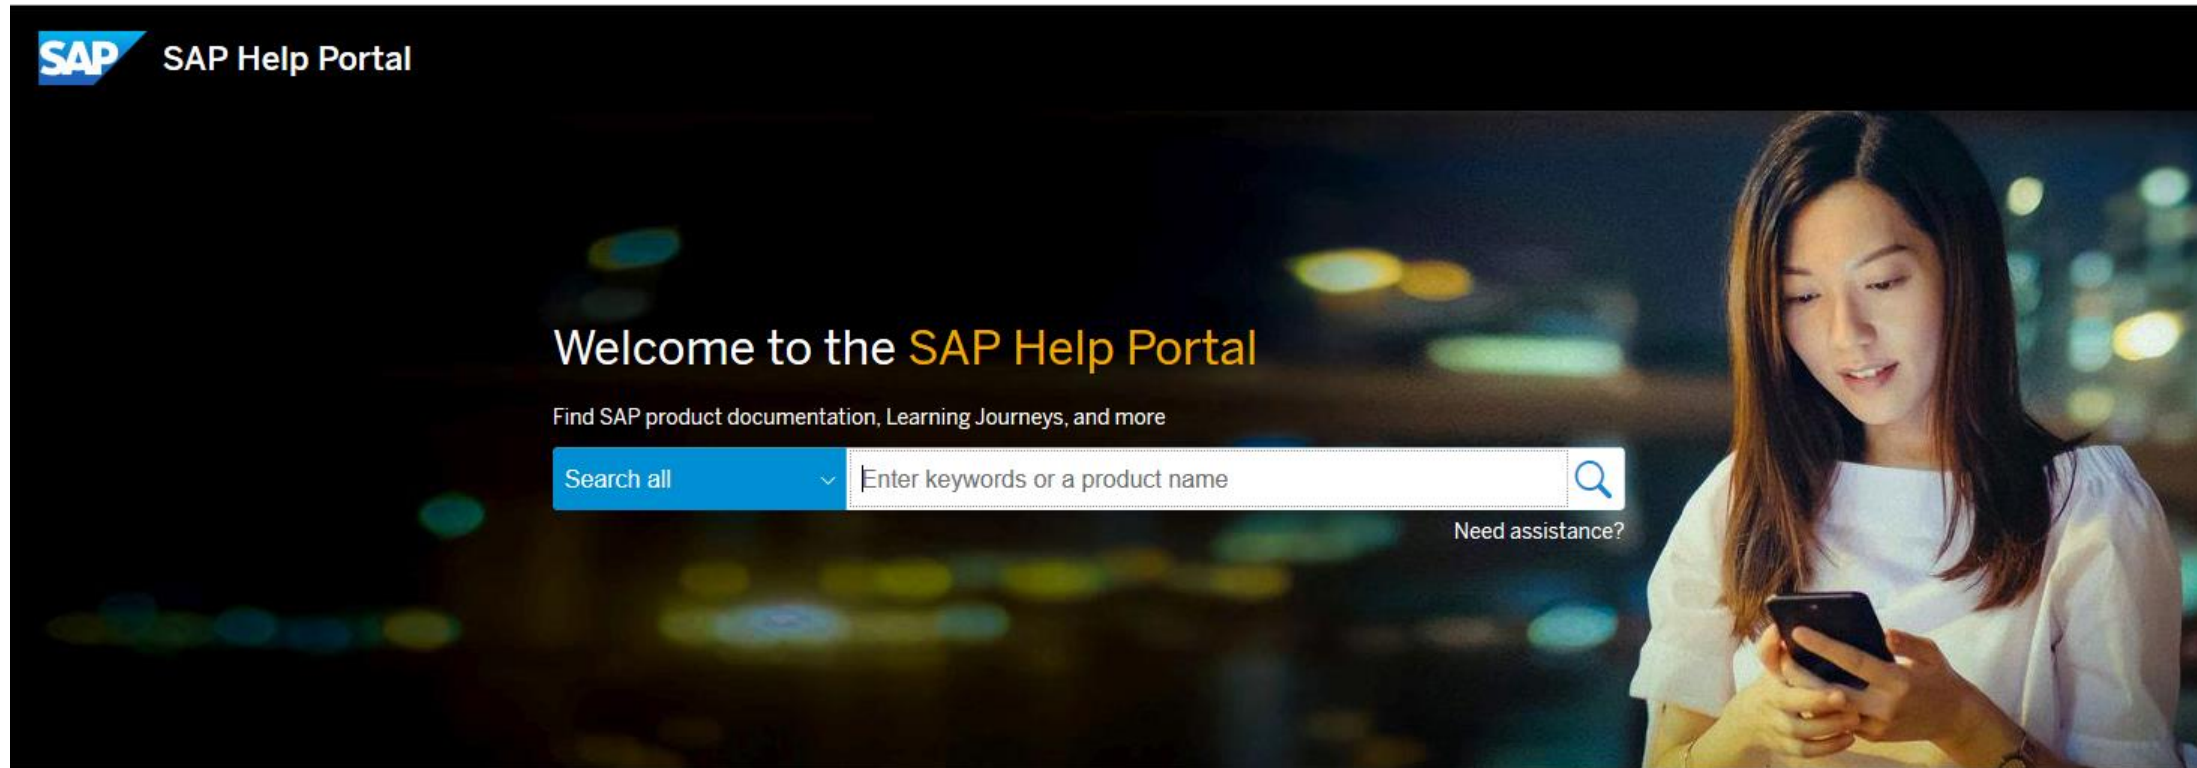 SAP SAP Help Portal
Welcome to the SAP Help Portal
Find SAP product documentation, Learning Journeys, and more
Search all Enter keywords or a product name
Need assistance?